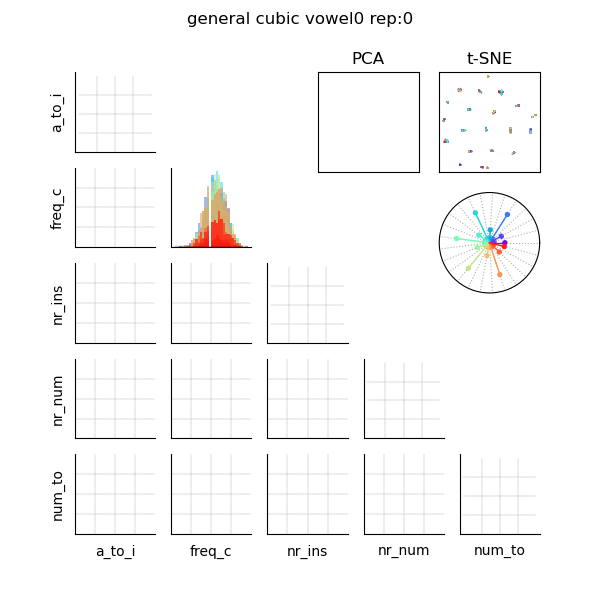 general cubic vowel0 rep:0
PCA
t-SNE
a_to_i
freq_c
nr_ins
nr_num
num_to
a_to_i
freq_c
nr_ins
nr_num
num_to